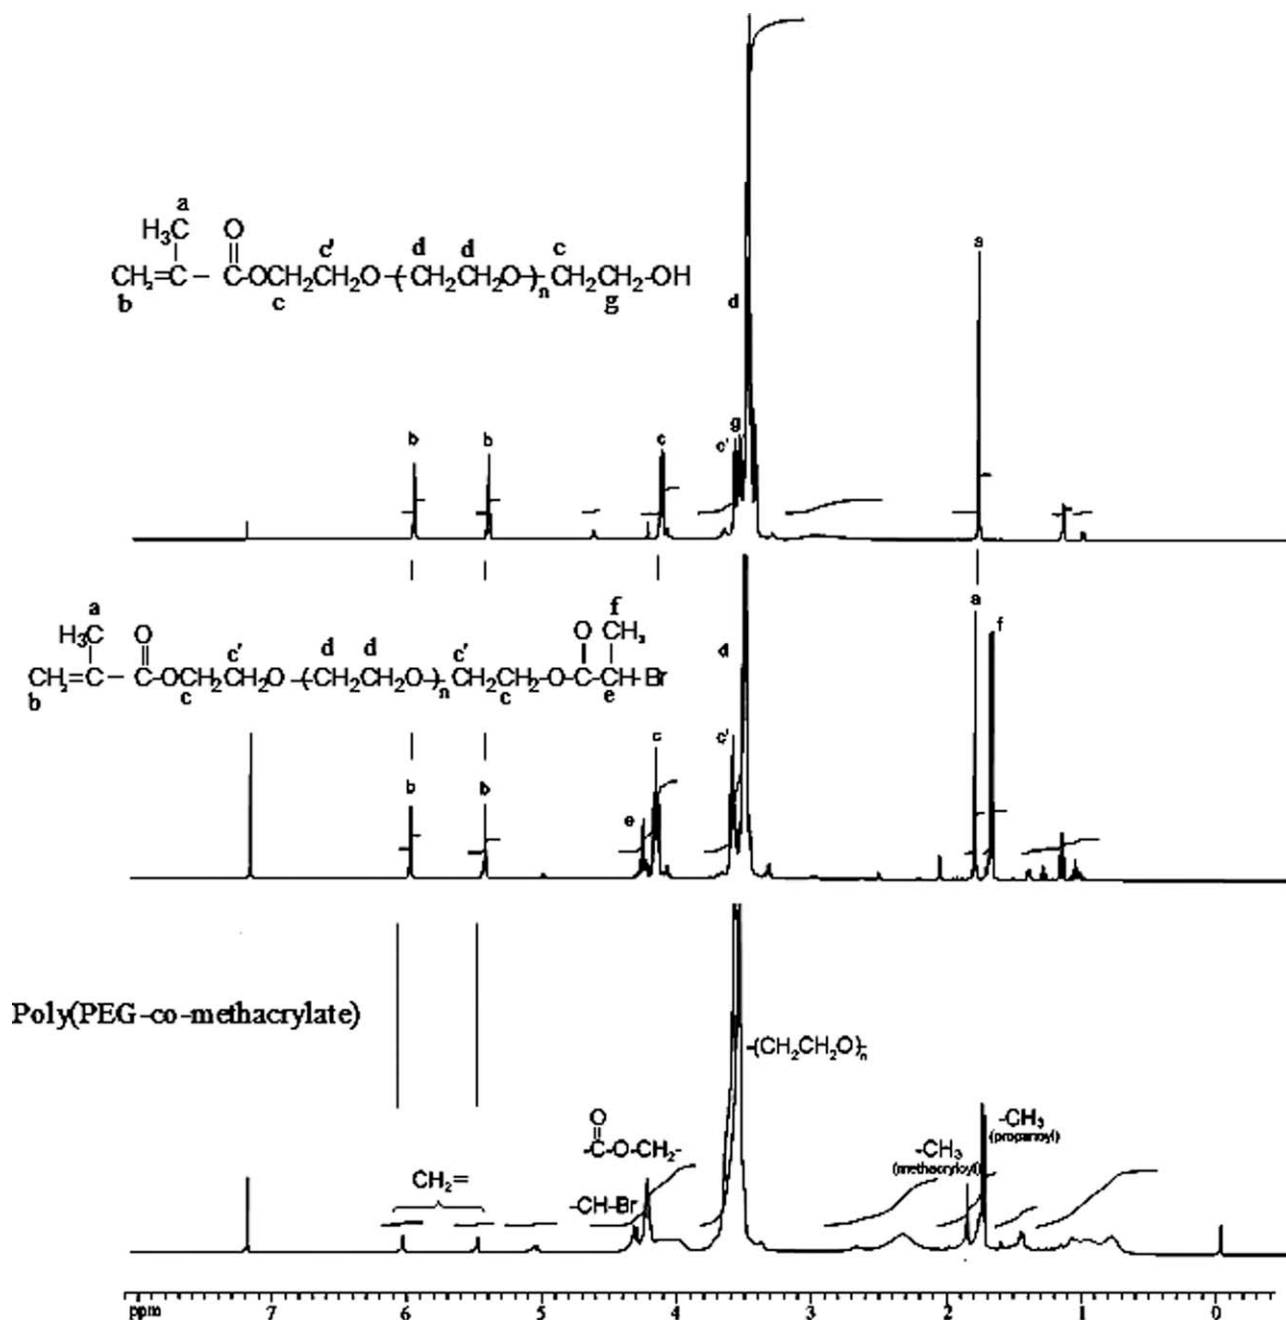 a
H₃C O
c' d d c
CH₂=C – C-OCH₂CH₂O-(CH₂CH₂O)n CH₂CH₂-OH
b c g
a
d
g
b b c c'
a f
H₃C O O CH₃
c' d d c'
CH₂=C – C-OCH₂CH₂O-(CH₂CH₂O)n CH₂CH₂-O-C-CH-Br
b c c e
a
f
d
c c'
b b
e
Poly(PEG-co-methacrylate)
-(CH₂CH₂O)n
O
-C-O-CH₂-
-CH₃
(propanoyl)
-CH₃
(methacryloyl)
CH₂=
-CH-Br
ppm 7 6 5 4 3 2 1 0